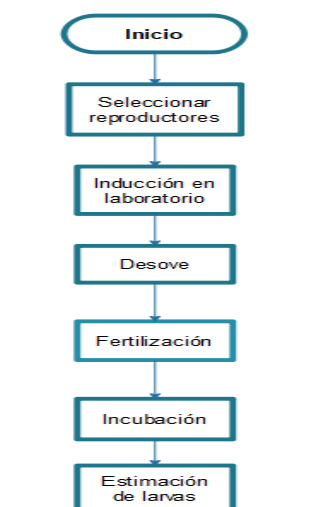 Inicio
Seleccionar
reproductores
Inducción en
laboratorio
Desove
Fertilización
Incubación
Estimación
de larvas